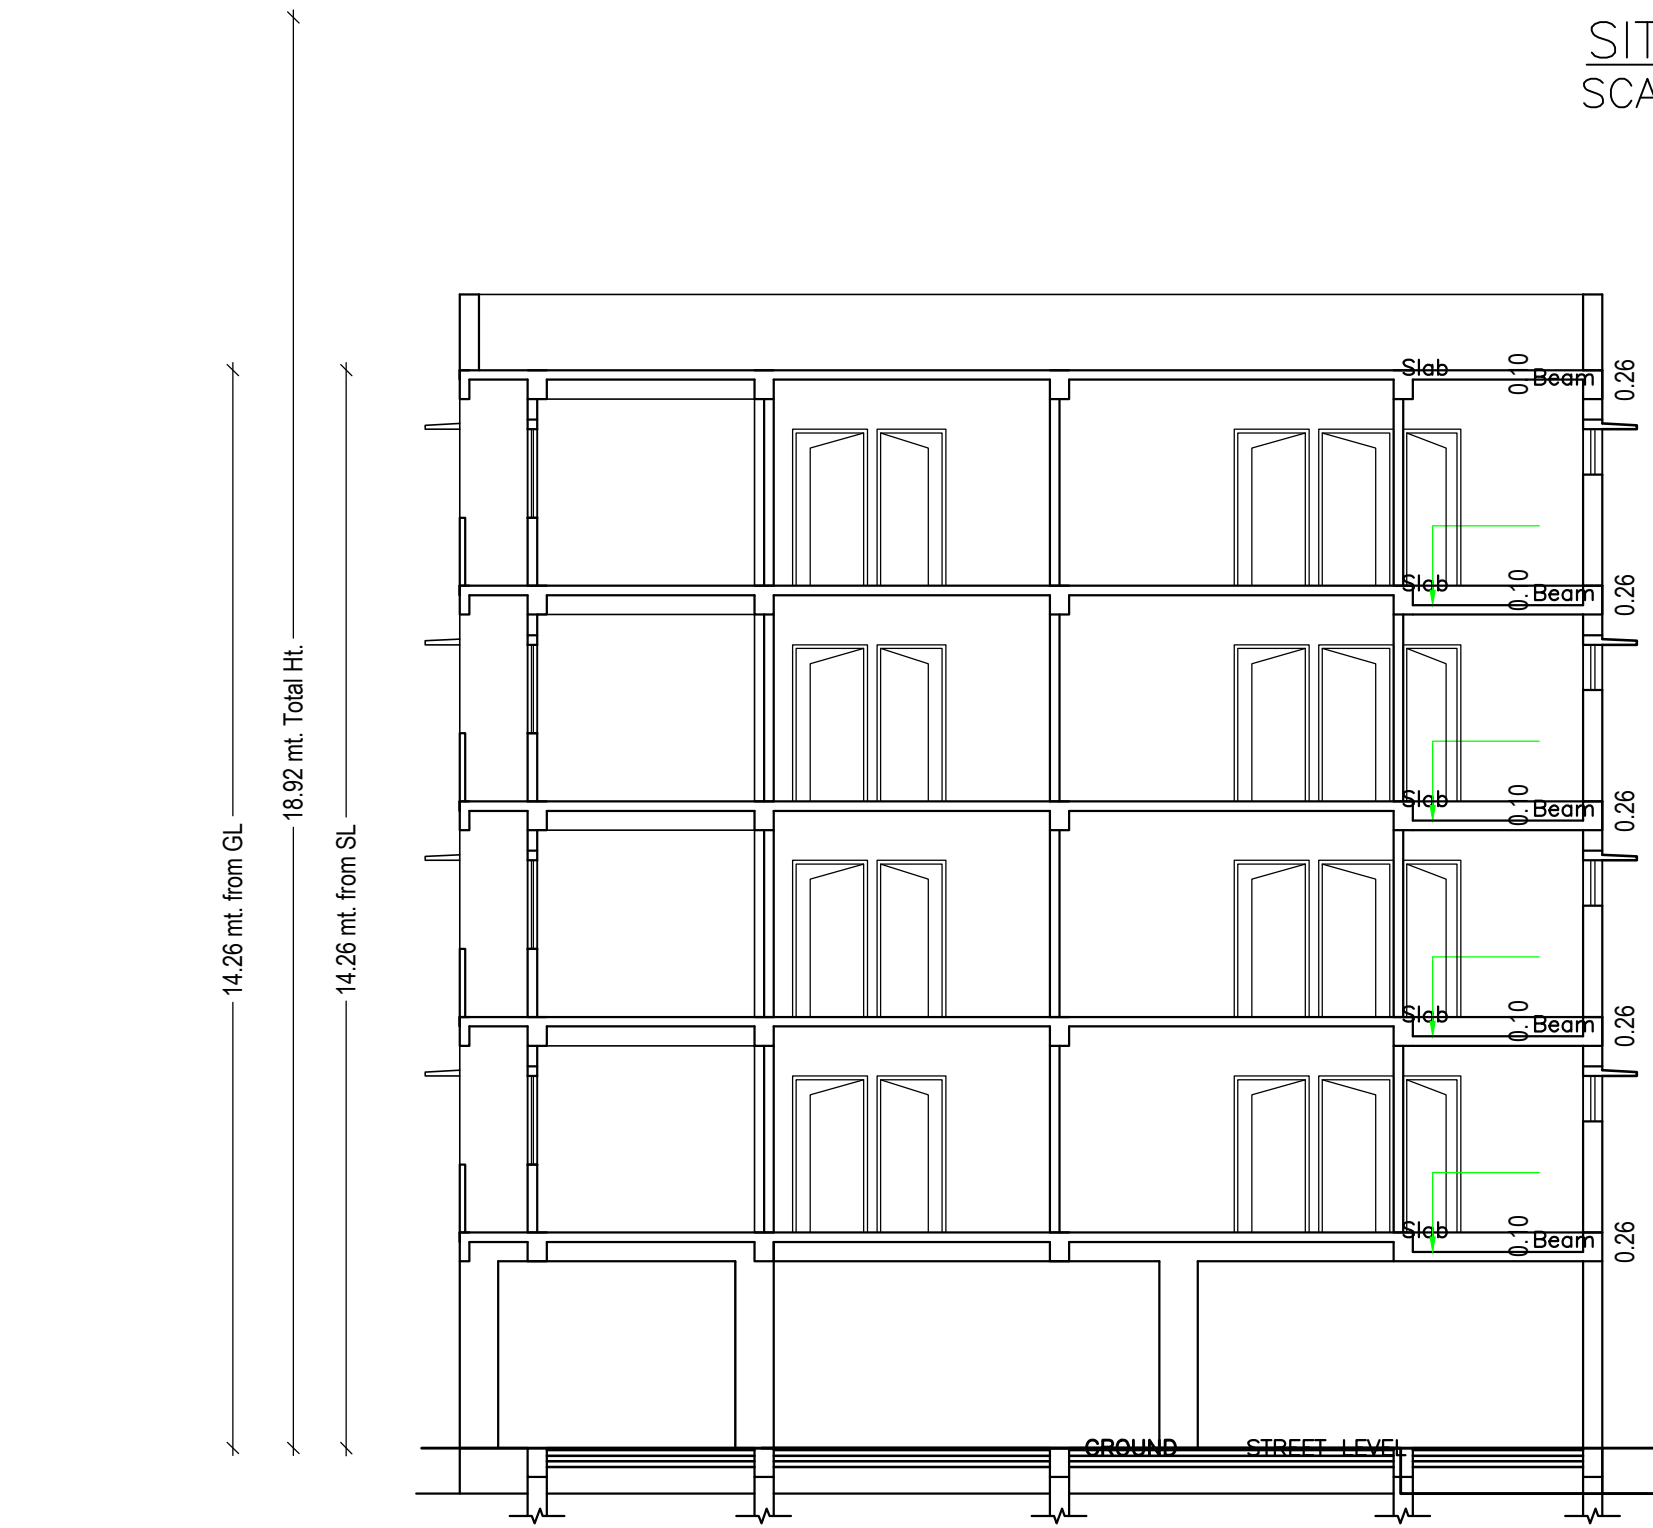 SIT
SCA
Slab
0.10
Beam
0.26
Slab
0.10
Beam
0.26
18.92 mt. Total Ht.
Slab
0.10
Beam
0.26
14.26 mt. from GL
14.26 mt. from SL
Slab
0.10
Beam
0.26
Slab
0.10
Beam
0.26
GROUND STREET LEVEL